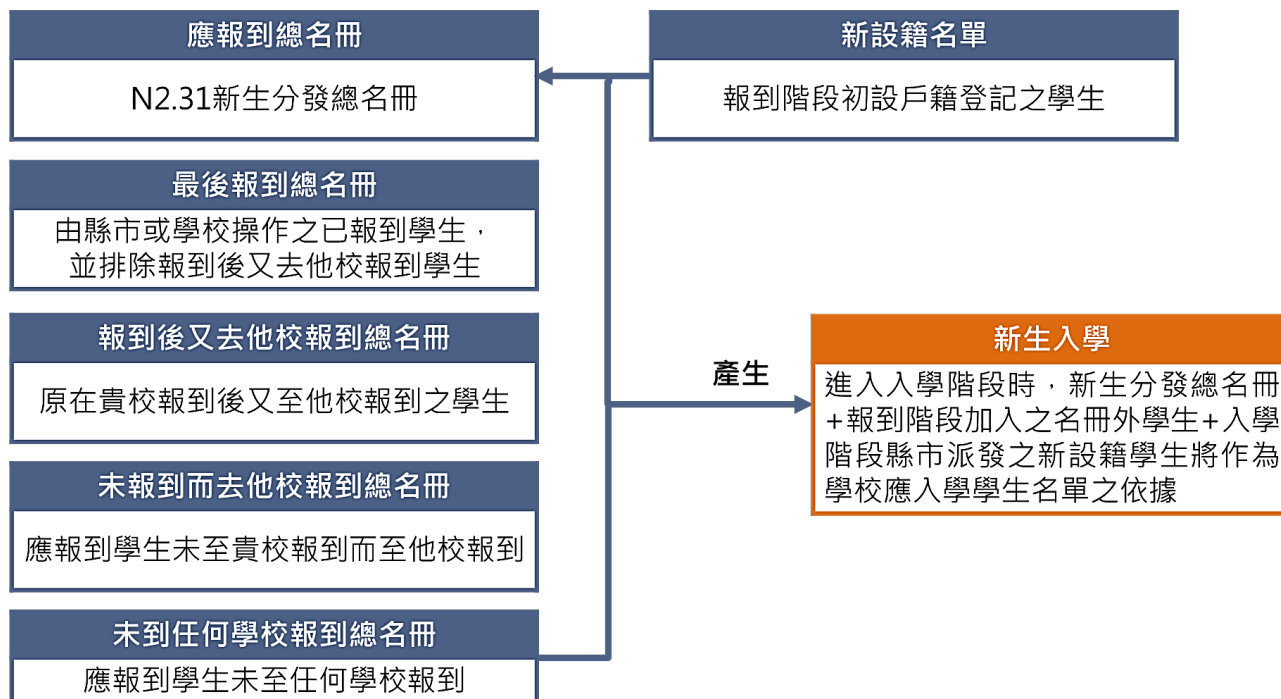 應報到總名冊
N2.31新生分發總名冊
新設籍名單
報到階段初設戶籍登記之學生
最後報到總名冊
由縣市或學校操作之已報到學生，
並排除報到後又去他校報到學生
報到後又去他校報到總名冊
原在貴校報到後又至他校報到之學生
未報到而去他校報到總名冊
應報到學生未至貴校報到而至他校報到
未到任何學校報到總名冊
應報到學生未至任何學校報到
產生
新生入學
進入入學階段時，新生分發總名冊
+報到階段加入之名冊外學生+入學
階段縣市派發之新設籍學生將作為
學校應入學學生名單之依據